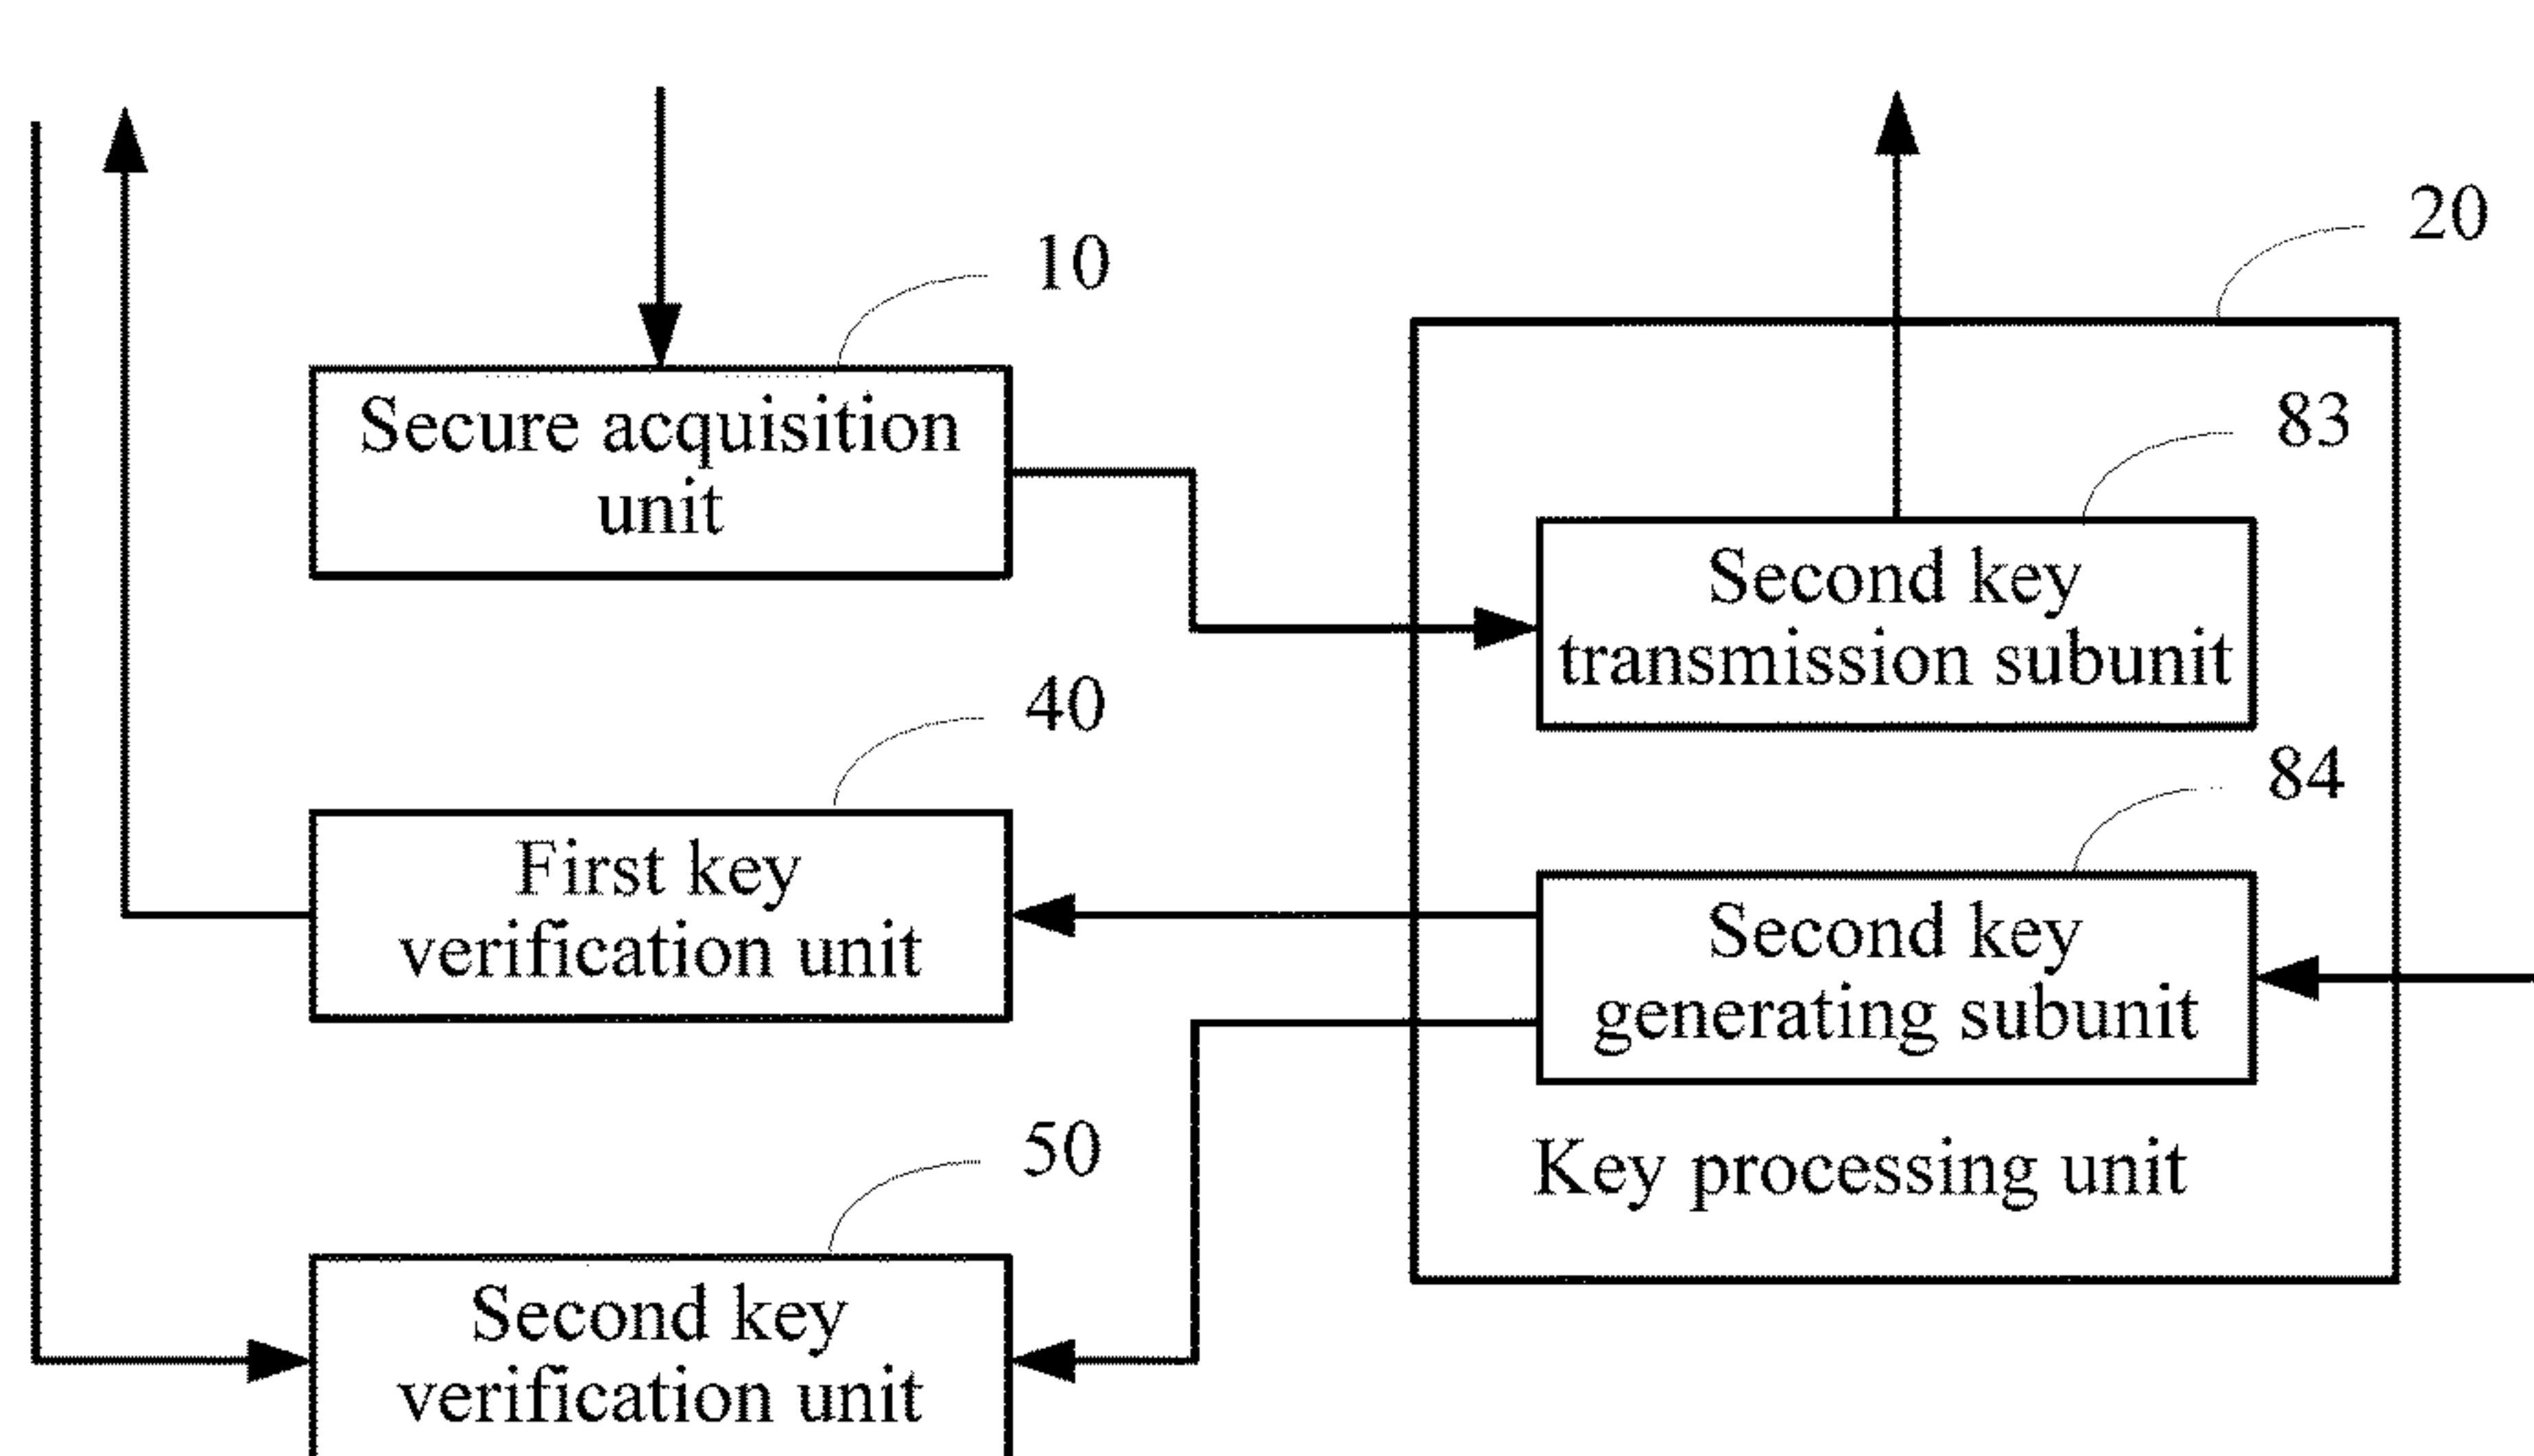 20
10
83
Secure acquisition
unit
Second key
transmission subunit
40
84
First key
verification unit
Second key
generating subunit
50
Key processing unit
Second key
verification unit